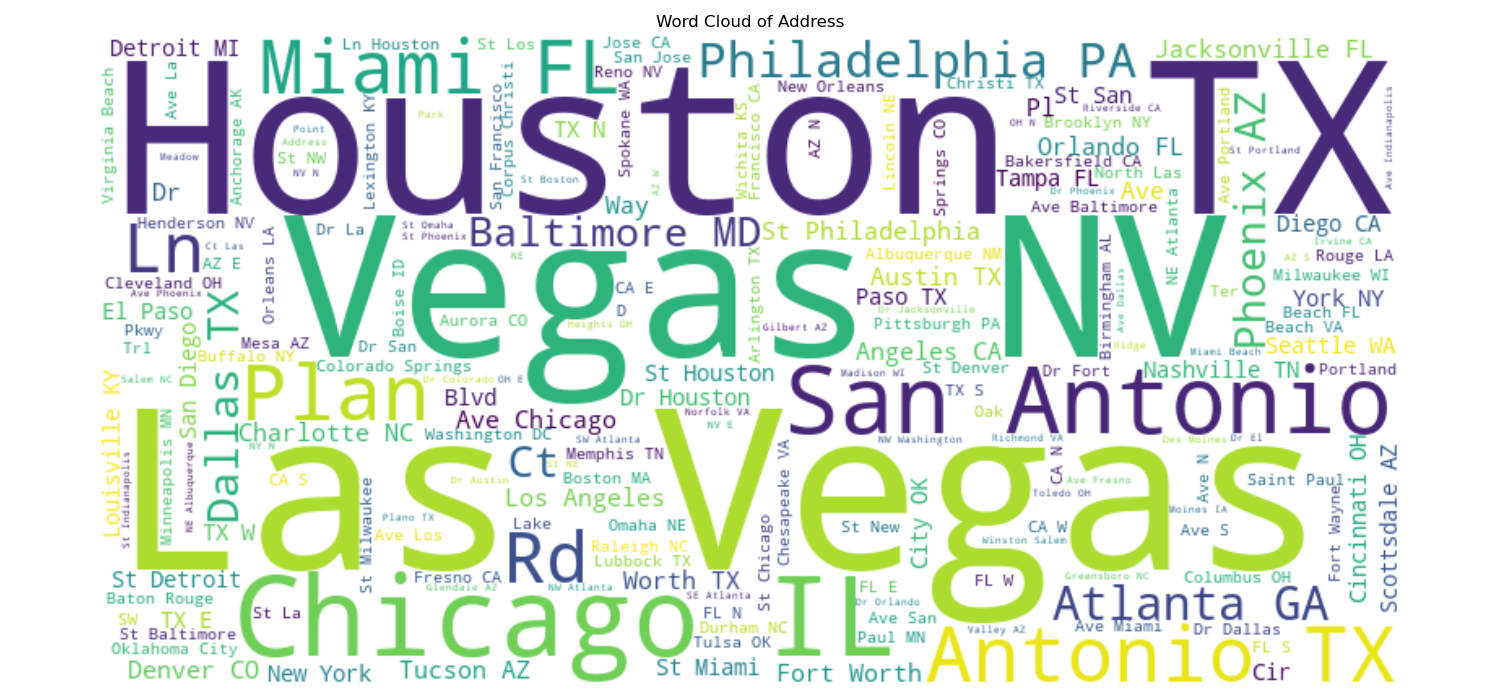 Word Cloud of Address
Detroit MI
Ln Houston
St Los
Jose CA
San Jose
Miami FL
Philadelphia PA
Jacksonville FL
Houston TX
Virginia Beach
Ave La
Anchorage AK
Lexington KY
San Francisco
Corpus Christi
Reno NV
Spokane WA
Wichita KS
Francisco CA
New Orleans
Christi TX
Pl
St San
Riverside CA
OH N
Brooklyn NY
Orlando FL
Ave Portland
Phoenix AZ
St Portland
Ave Indianapolis
Park
Point
Address
St NW
NV N
Meadow
Dr
TX N
St Boston
AZ W
Way
AZ N
Lincoln NE
Springs CO
Bakersfield CA
Tampa FL
North Las
Dr Phoenix
Ave
Ave Baltimore
NE Atlanta
Diego CA
Irvine CA
AZ S
Rouge LA
Milwaukee WI
Henderson NV
Ln
Ct Las
AZ E
Orleans LA
Dr La
St Omaha
St Phoenix
Baltimore MD
St Philadelphia
Albuquerque NM
Austin TX
Paso TX
Vegas NV
Cleveland OH
Ave Phoenix
El Paso
Pkwy
Trl
Dallas TX
San Diego
Mesa AZ
Buffalo NY
Boise ID
Aurora CO
Dr San
NE
CA E
D
Heights OH
Arlington TX
Gilbert AZ
Dr Jacksonville
Pittsburgh PA
Angeles CA
Birmingham AL
Ave Dallas
Ridge
Ter
York NY
Beach FL
Beach VA
Seattle WA
Miami Beach
Colorado Springs
Dr Colorado
OH E
St Houston
Madison WI
St Denver
Dr Fort
Nashville TN
Portland
Louisville KY
Salem NC
Plan
Blvd
Dr Houston
San Antonio
TX S
Oak
Ave Chicago
Norfolk VA
NV E
Charlotte NC
Washington DC
SW Atlanta
NW Washington
Richmond VA
Des Moines
Dr El
NY N
Minneapolis MN
St Indianapolis
NE Albuquerque
Las Vegas
Ct
Memphis TN
St NE
Boston MA
Chesapeake VA
CA N
Ave Fresno
Ave N
Saint Paul
Cincinnati OH
Scottsdale AZ
CA S
Dr Austin
Los Angeles
City OK
Toledo OH
Moines IA
TX W
St Milwaukee
Plano TX
Ave Los
Lake
Rd
Omaha NE
Raleigh NC
Lubbock TX
St Chicago
St New
CA W
Winston Salem
Ave S
Fort Wayne
St Detroit
Baton Rouge
Fresno CA
Glendale AZ
NW Atlanta
Worth TX
SE Atlanta
FL E
FL W
Greensboro NC
Columbus OH
SW
TX E
St La
Chicago IL
FL N
Durham NC
Tulsa OK
Dr Orlando
Ave San
Paul MN
Atlanta GA
St Baltimore
Oklahoma City
Valley AZ
Ave Miami
Dr Dallas
FL S
Denver CO
New York
Tucson AZ
St Miami
Fort Worth
Antonio TX
Cir